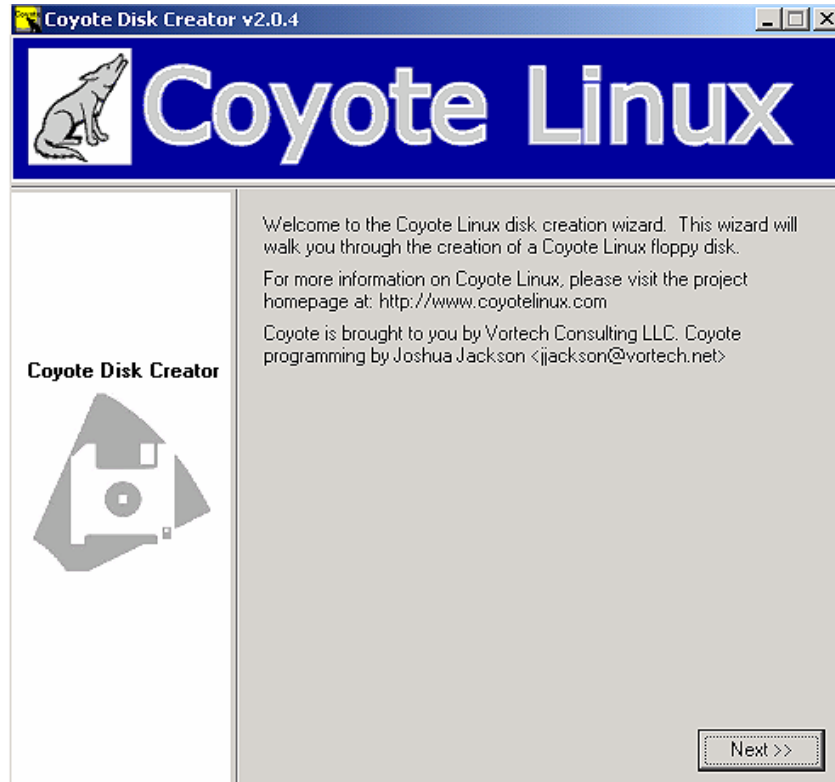 Coyote Disk Creator v2.0.4
Coyote Linux
Welcome to the Coyote Linux disk creation wizard.  This wizard will
walk you through the creation of a Coyote Linux floppy disk.
For more information on Coyote Linux, please visit the project
homepage at: http://www.coyotelinux.com
Coyote is brought to you by Vortech Consulting LLC. Coyote
programming by Joshua Jackson <jjackson@vortech.net>
Coyote Disk Creator
Next >>